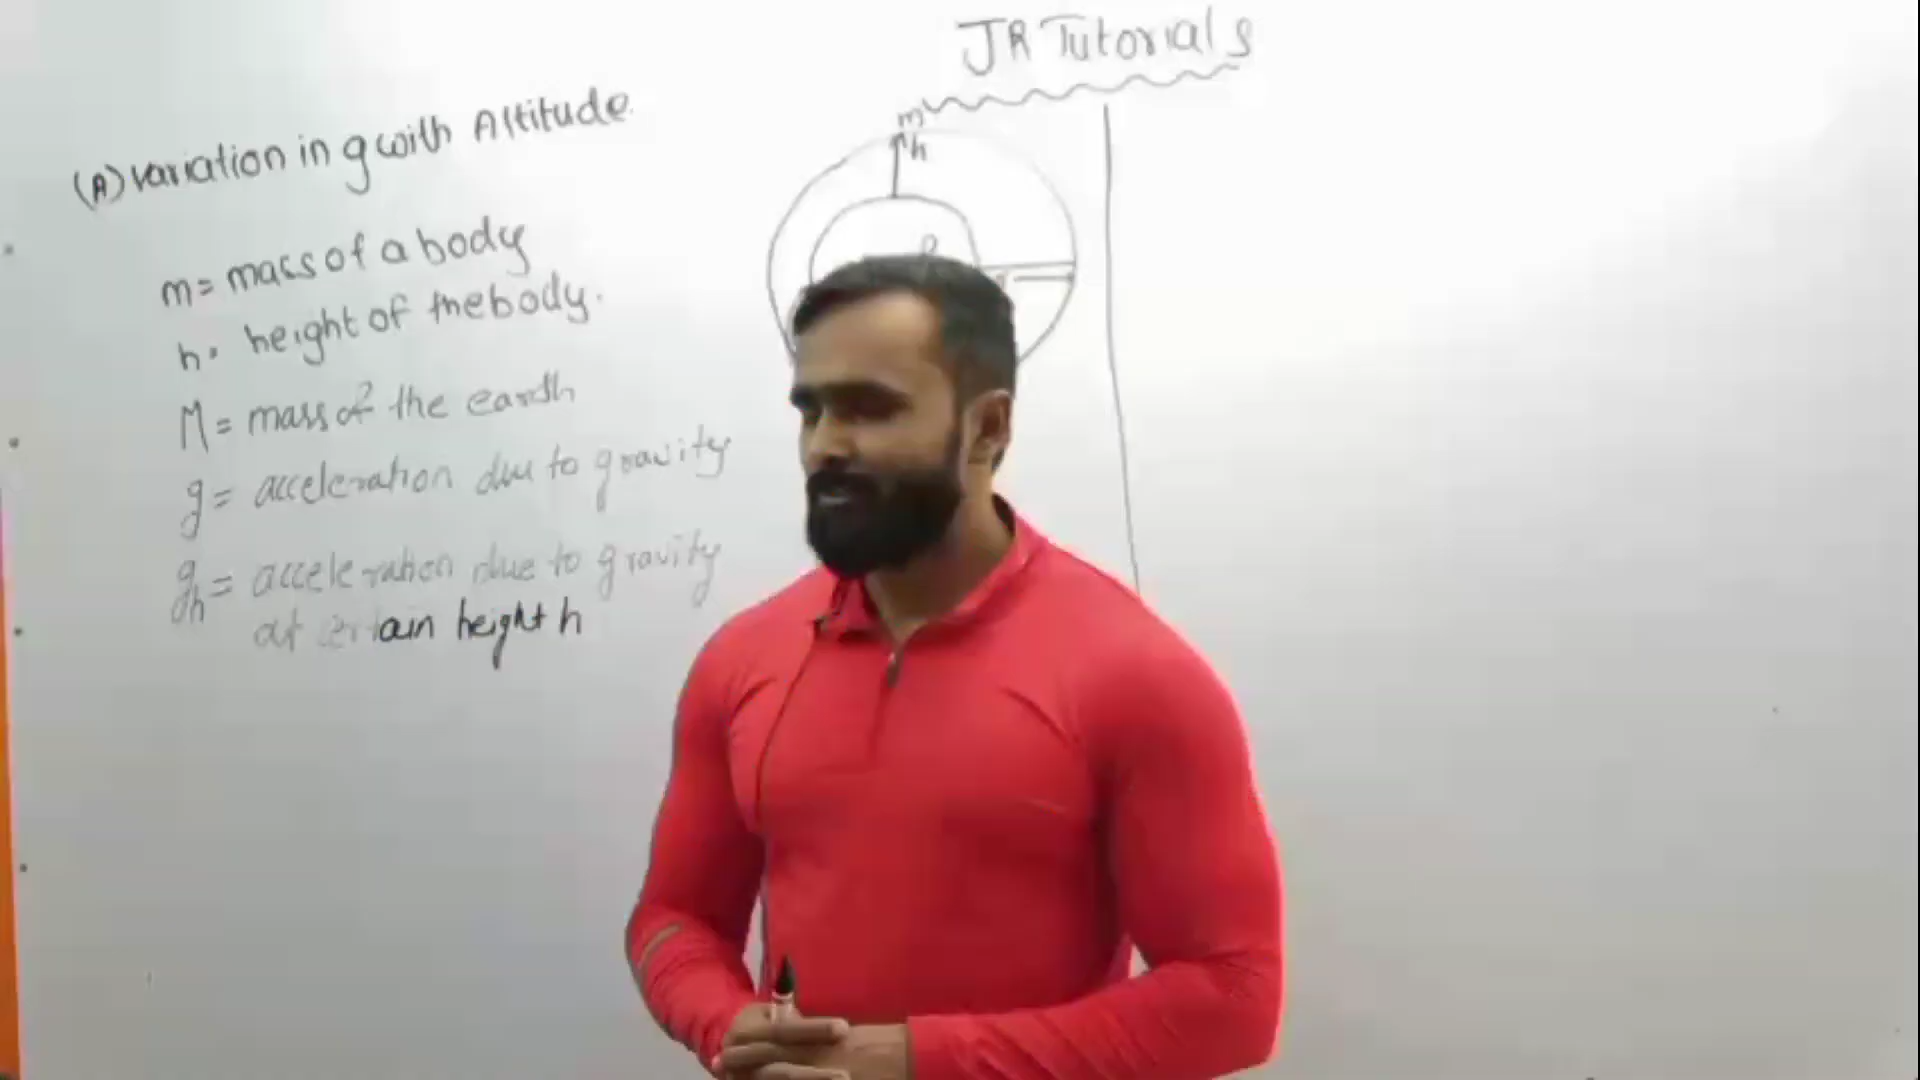 JR Tutorials
(A) variation in g with Altitude.
m
h
R
m = mass of a body
h = height of the body.
M = mass of the earth
g = acceleration due to gravity
gh = acceleration due to gravity
at certain height h